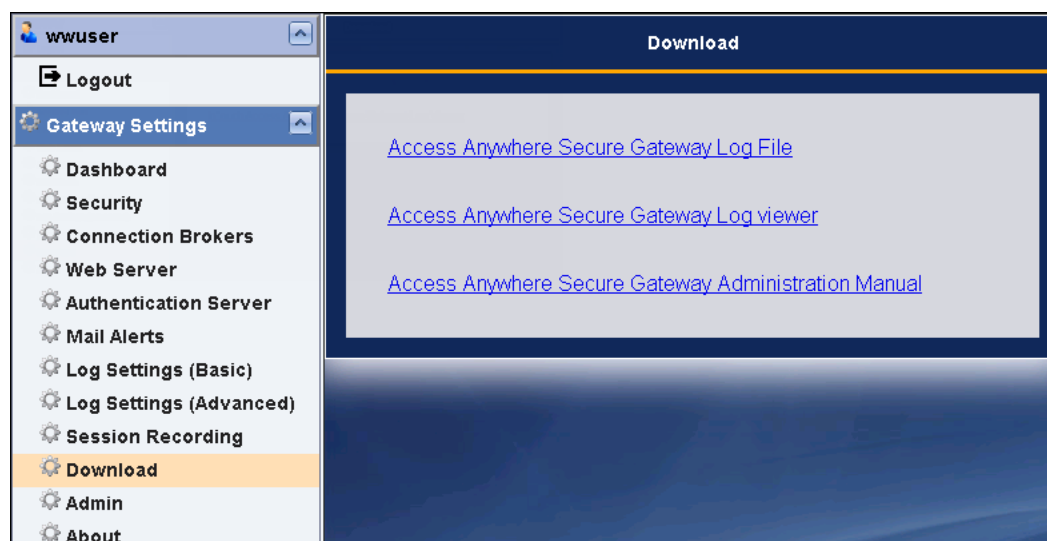 wwuser
Logout
Gateway Settings
Dashboard
Security
Connection Brokers
Web Server
Authentication Server
Mail Alerts
Log Settings (Basic)
Log Settings (Advanced)
Session Recording
Download
Admin
About
Download
Access Anywhere Secure Gateway Log File
Access Anywhere Secure Gateway Log viewer
Access Anywhere Secure Gateway Administration Manual